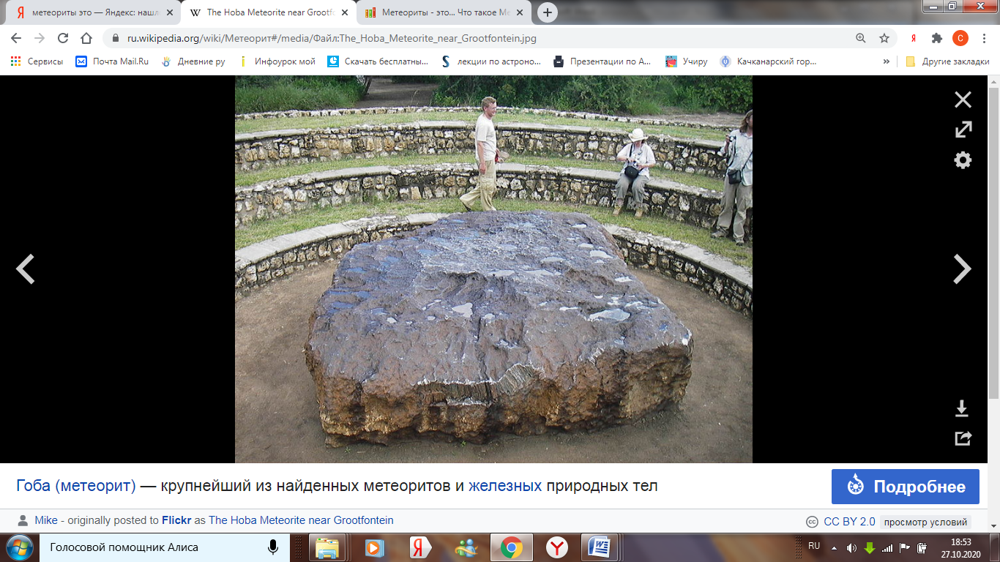 метеориты это — Яндекс: нашл
The Hoba Meteorite near Grootfo
Метеориты - это... Что такое Ме
ru.wikipedia.org/wiki/Метеорит#/media/Файл:The_Hoba_Meteorite_near_Grootfontein.jpg
Я
С
Сервисы
Почта Mail.Ru
Дневние ру
Инфоурок мой
Скачать бесплатны...
лекции по астроно...
Презентации по А...
Учиру
Качканарский гор...
»
Другие закладки
Гоба (метеорит) — крупнейший из найденных метеоритов и железных природных тел
Подробнее
Mike - originally posted to Flickr as The Hoba Meteorite near Grootfontein
CC BY 2.0
просмотр условий
Голосовой помощник Алиса
RU
18:53
27.10.2020